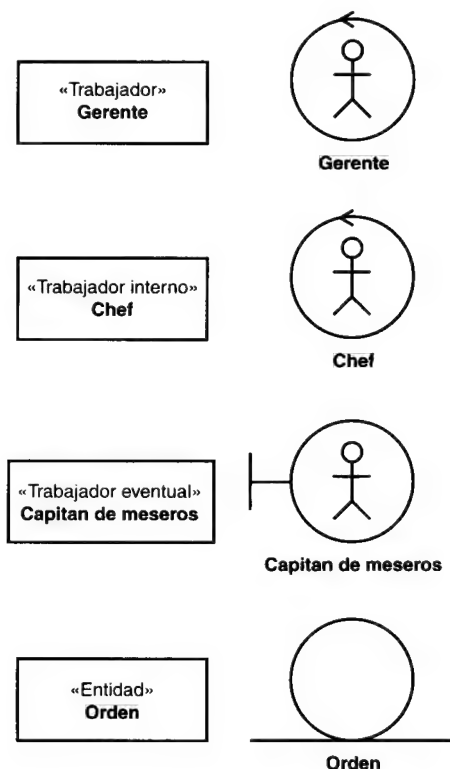 «Trabajador»
Gerente
Gerente
«Trabajador interno»
Chef
Chef
«Trabajador eventual»
Capitan de meseros
Capitan de meseros
«Entidad»
Orden
Orden